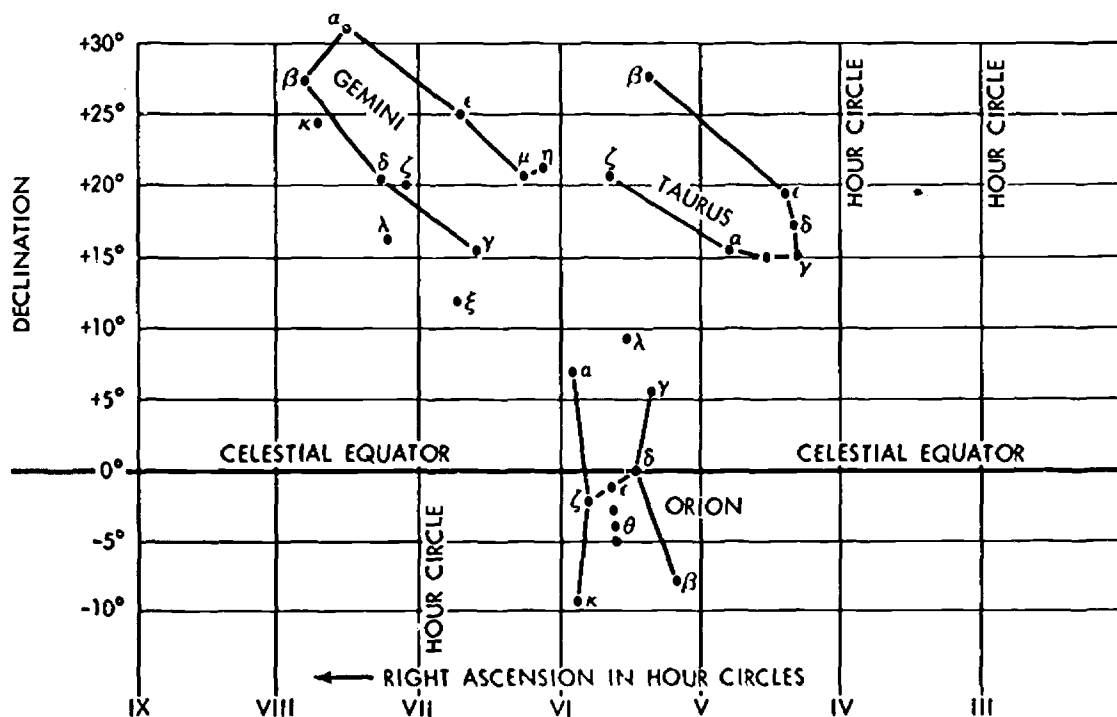 α
+30°
β
GEMINI
ε
β
HOUR CIRCLE
HOUR CIRCLE
+25°
κ
μ
η
δ
ζ
ζ
TAURUS
ε
+20°
DECLINATION
λ
γ
α
δ
+15°
γ
ξ
+10°
λ
α
γ
+5°
CELESTIAL EQUATOR
δ
CELESTIAL EQUATOR
0°
ζ
ε
ORION
θ
-5°
HOUR CIRCLE
κ
β
-10°
RIGHT ASCENSION IN HOUR CIRCLES
IX
VIII
VII
VI
V
IV
III